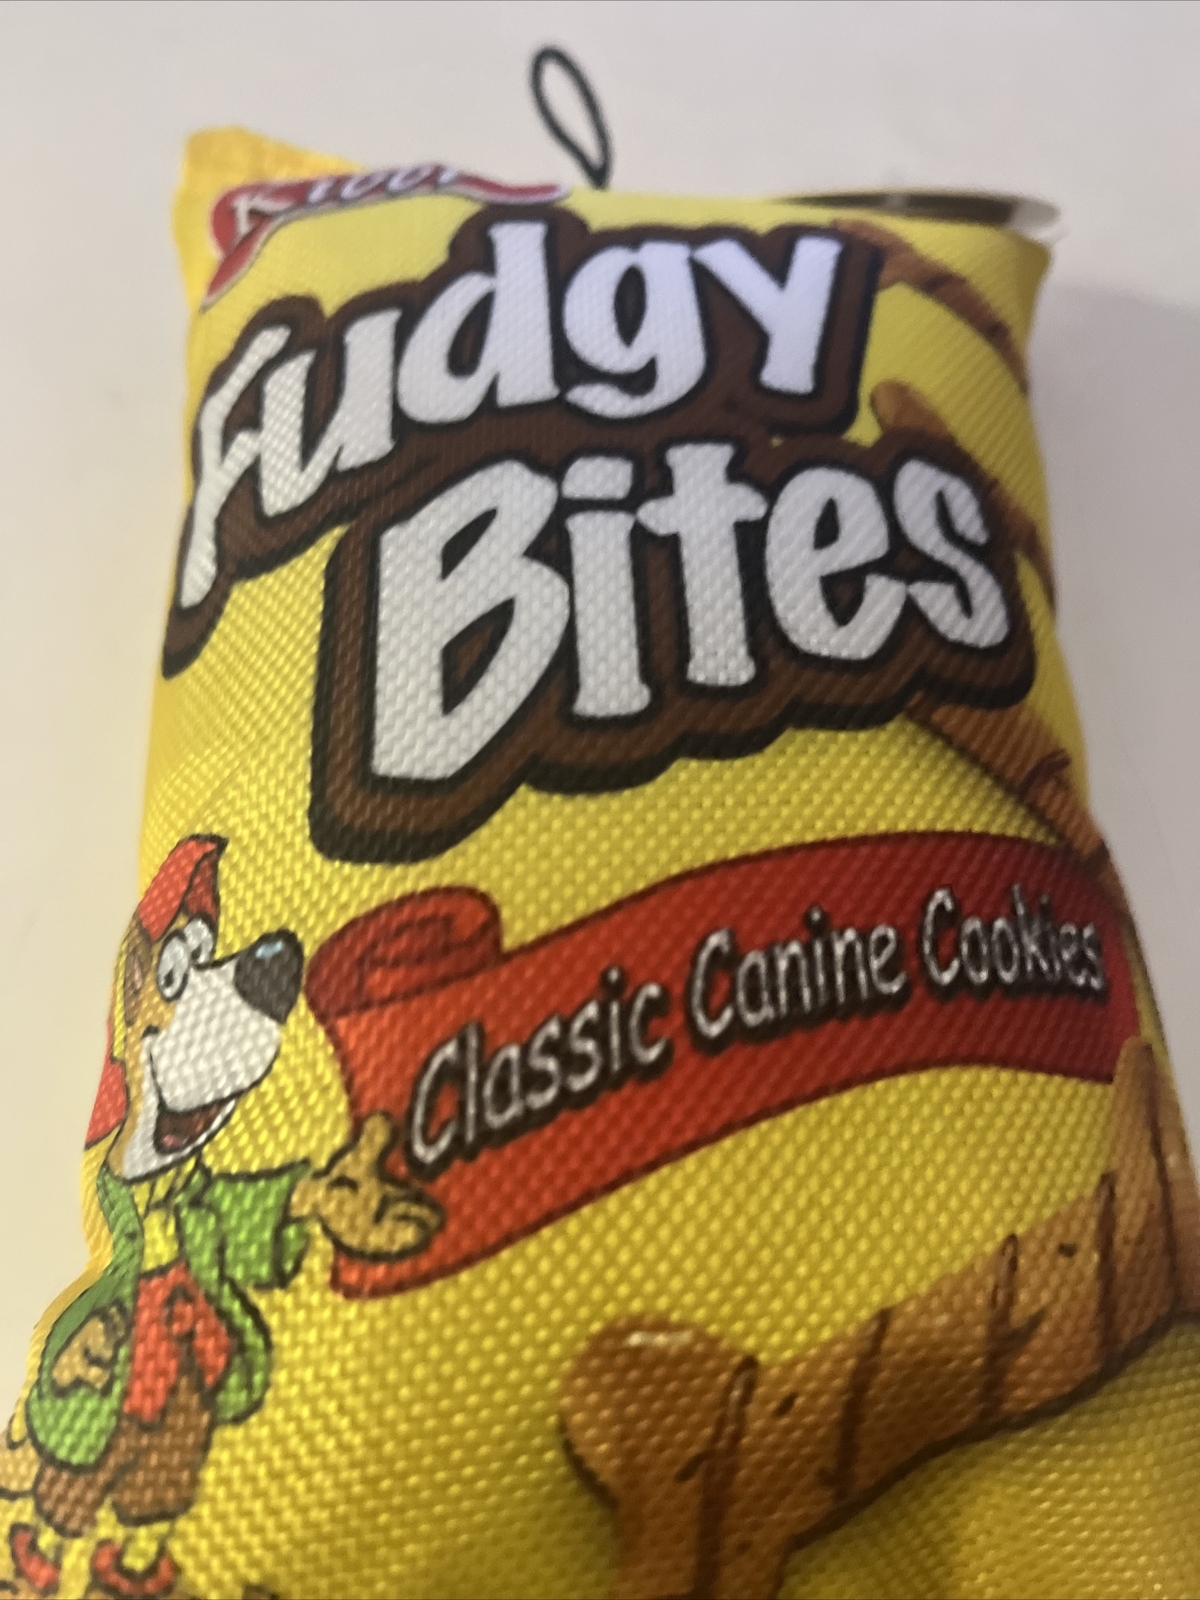 fudgy
Bites
Classic Canine Cookies